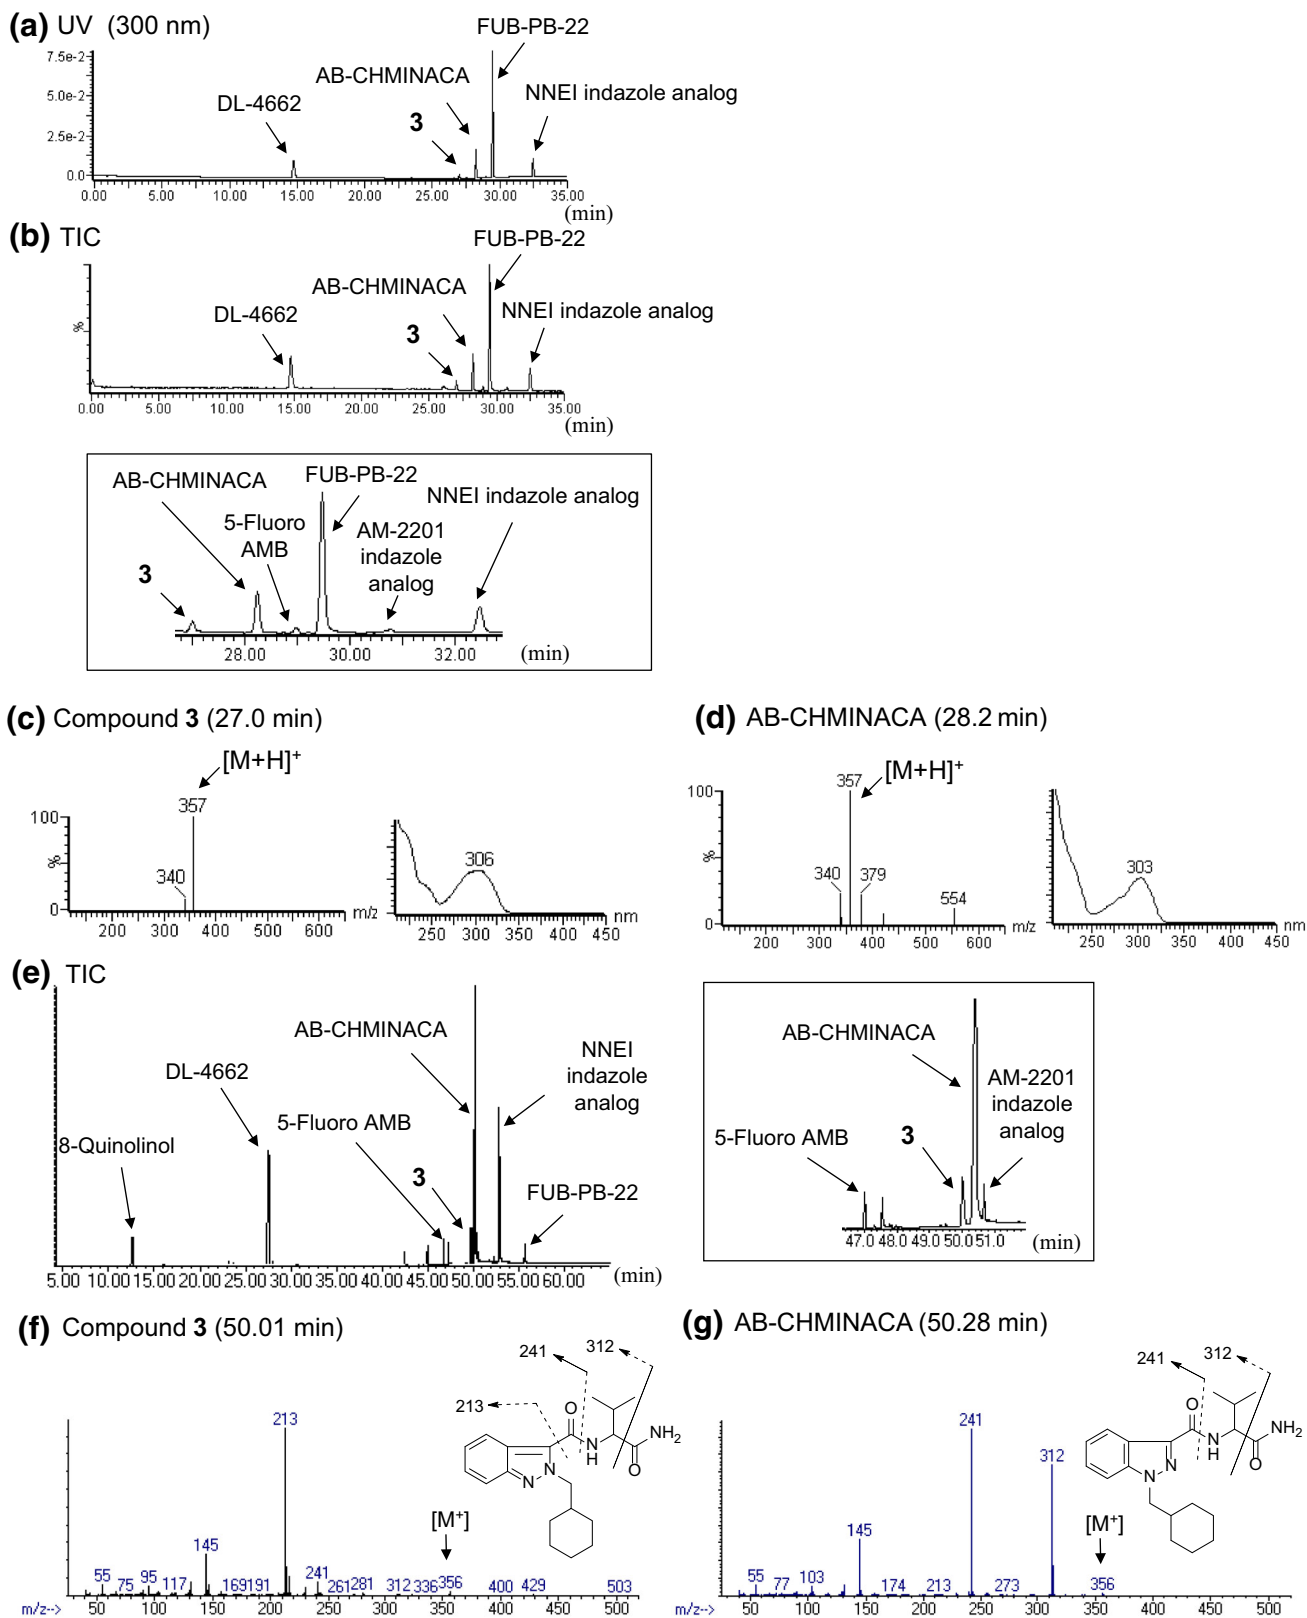 (a) UV (300 nm)
FUB-PB-22
AB-CHMINACA
NNEI indazole analog
DL-4662
3
7.5e-2
5.0e-2
2.5e-2
0.0
0.00 5.00 10.00 15.00 20.00 25.00 30.00 35.00
(min)
(b) TIC
FUB-PB-22
AB-CHMINACA
NNEI indazole analog
DL-4662
3
%
0.00 5.00 10.00 15.00 20.00 25.00 30.00 35.00
(min)
AB-CHMINACA
FUB-PB-22
NNEI indazole analog
5-Fluoro
AMB
AM-2201
indazole
analog
3
28.00 30.00 32.00 (min)
(c) Compound 3 (27.0 min)
[M+H]+
357
100
%
340
0
200 300 400 500 600 m/z
306
250 300 350 400 450 nm
(d) AB-CHMINACA (28.2 min)
[M+H]+
357
100
%
340 379
554
0
200 300 400 500 600 m/z
303
250 300 350 400 450 nm
(e) TIC
AB-CHMINACA
NNEI
indazole
analog
DL-4662
5-Fluoro AMB
8-Quinolinol
3
FUB-PB-22
5.00 10.00 15.00 20.00 25.00 30.00 35.00 40.00 45.00 50.00 55.00 60.00 (min)
AB-CHMINACA
AM-2201
indazole
analog
5-Fluoro AMB
3
47.0 48.0 49.0 50.0 51.0 (min)
(f) Compound 3 (50.01 min)
241 312
213
O
NH2
N
H
O
N
N
213
[M+]
145
55 75 95 117 169 191 241 261 281 312 336 356 400 429 503
m/z--> 50 100 150 200 250 300 350 400 450 500
(g) AB-CHMINACA (50.28 min)
241 312
O
NH2
N
H
O
N
N
241
312
[M+]
145
55 77 103 174 213 273 356
m/z--> 50 100 150 200 250 300 350 400 450 500